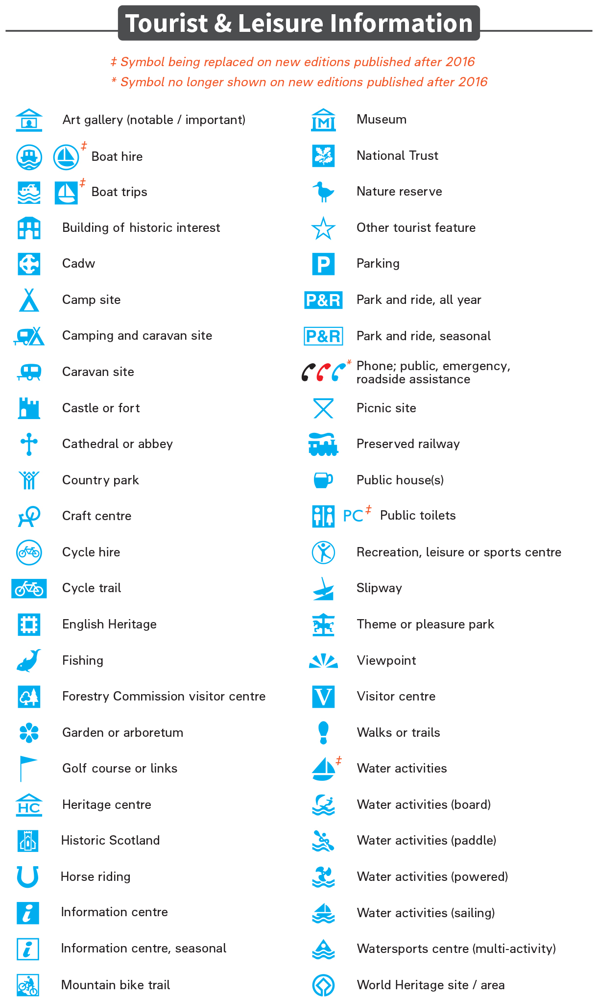 Tourist & Leisure Information
‡ Symbol being replaced on new editions published after 2016
* Symbol no longer shown on new editions published after 2016
Art gallery (notable / important)
‡ Boat hire
‡ Boat trips
Building of historic interest
Cadw
Camp site
Camping and caravan site
Caravan site
Castle or fort
Cathedral or abbey
Country park
Craft centre
Cycle hire
Cycle trail
English Heritage
Fishing
Forestry Commission visitor centre
Garden or arboretum
Golf course or links
HC Heritage centre
Historic Scotland
Horse riding
i Information centre
i Information centre, seasonal
Mountain bike trail
M Museum
National Trust
Nature reserve
Other tourist feature
P Parking
P&R Park and ride, all year
P&R Park and ride, seasonal
* Phone; public, emergency,
roadside assistance
Picnic site
Preserved railway
Public house(s)
PC ‡ Public toilets
Recreation, leisure or sports centre
Slipway
Theme or pleasure park
Viewpoint
V Visitor centre
Walks or trails
‡ Water activities
Water activities (board)
Water activities (paddle)
Water activities (powered)
Water activities (sailing)
Watersports centre (multi-activity)
World Heritage site / area